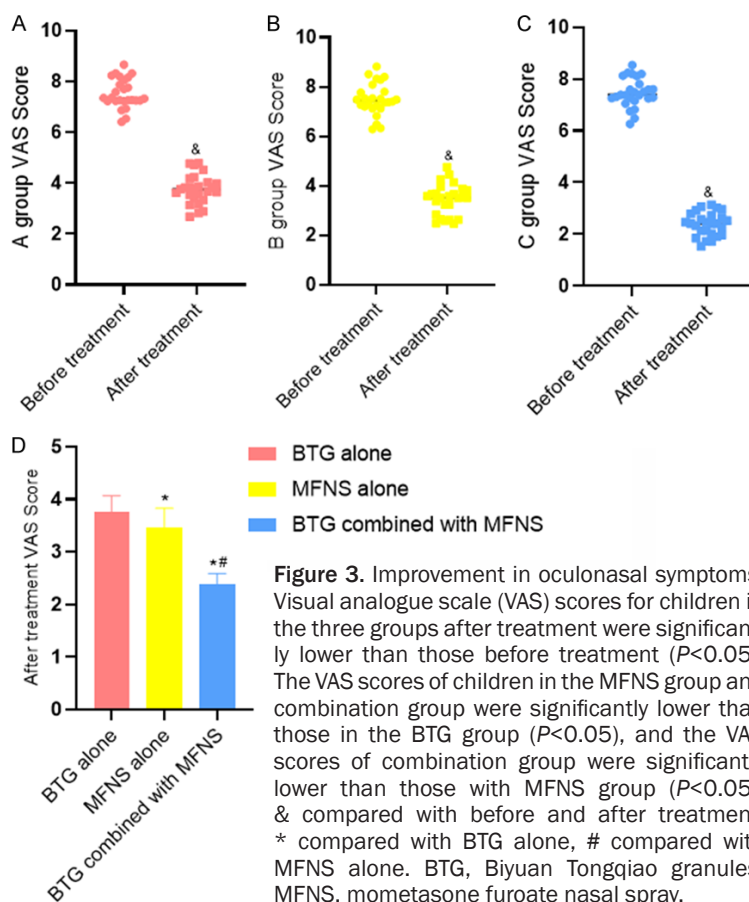 A
A group VAS Score
10
8
6
4
2
0
&
Before treatment
After treatment
B
B group VAS Score
10
8
6
4
2
0
&
Before treatment
After treatment
C
C group VAS Score
10
8
6
4
2
0
&
Before treatment
After treatment
D
After treatment VAS Score
5
4
3
2
1
0
*
*#
BTG alone
MFNS alone
BTG combined with MFNS
BTG alone
MFNS alone
BTG combined with MFNS
Figure 3. Improvement in oculonasal symptoms
Visual analogue scale (VAS) scores for children i
the three groups after treatment were significan
ly lower than those before treatment (P<0.05
The VAS scores of children in the MFNS group an
combination group were significantly lower tha
those in the BTG group (P<0.05), and the VA
scores of combination group were significant
lower than those with MFNS group (P<0.05
& compared with before and after treatmen
* compared with BTG alone, # compared wit
MFNS alone. BTG, Biyuan Tongqiao granules
MFNS, mometasone furoate nasal spray.